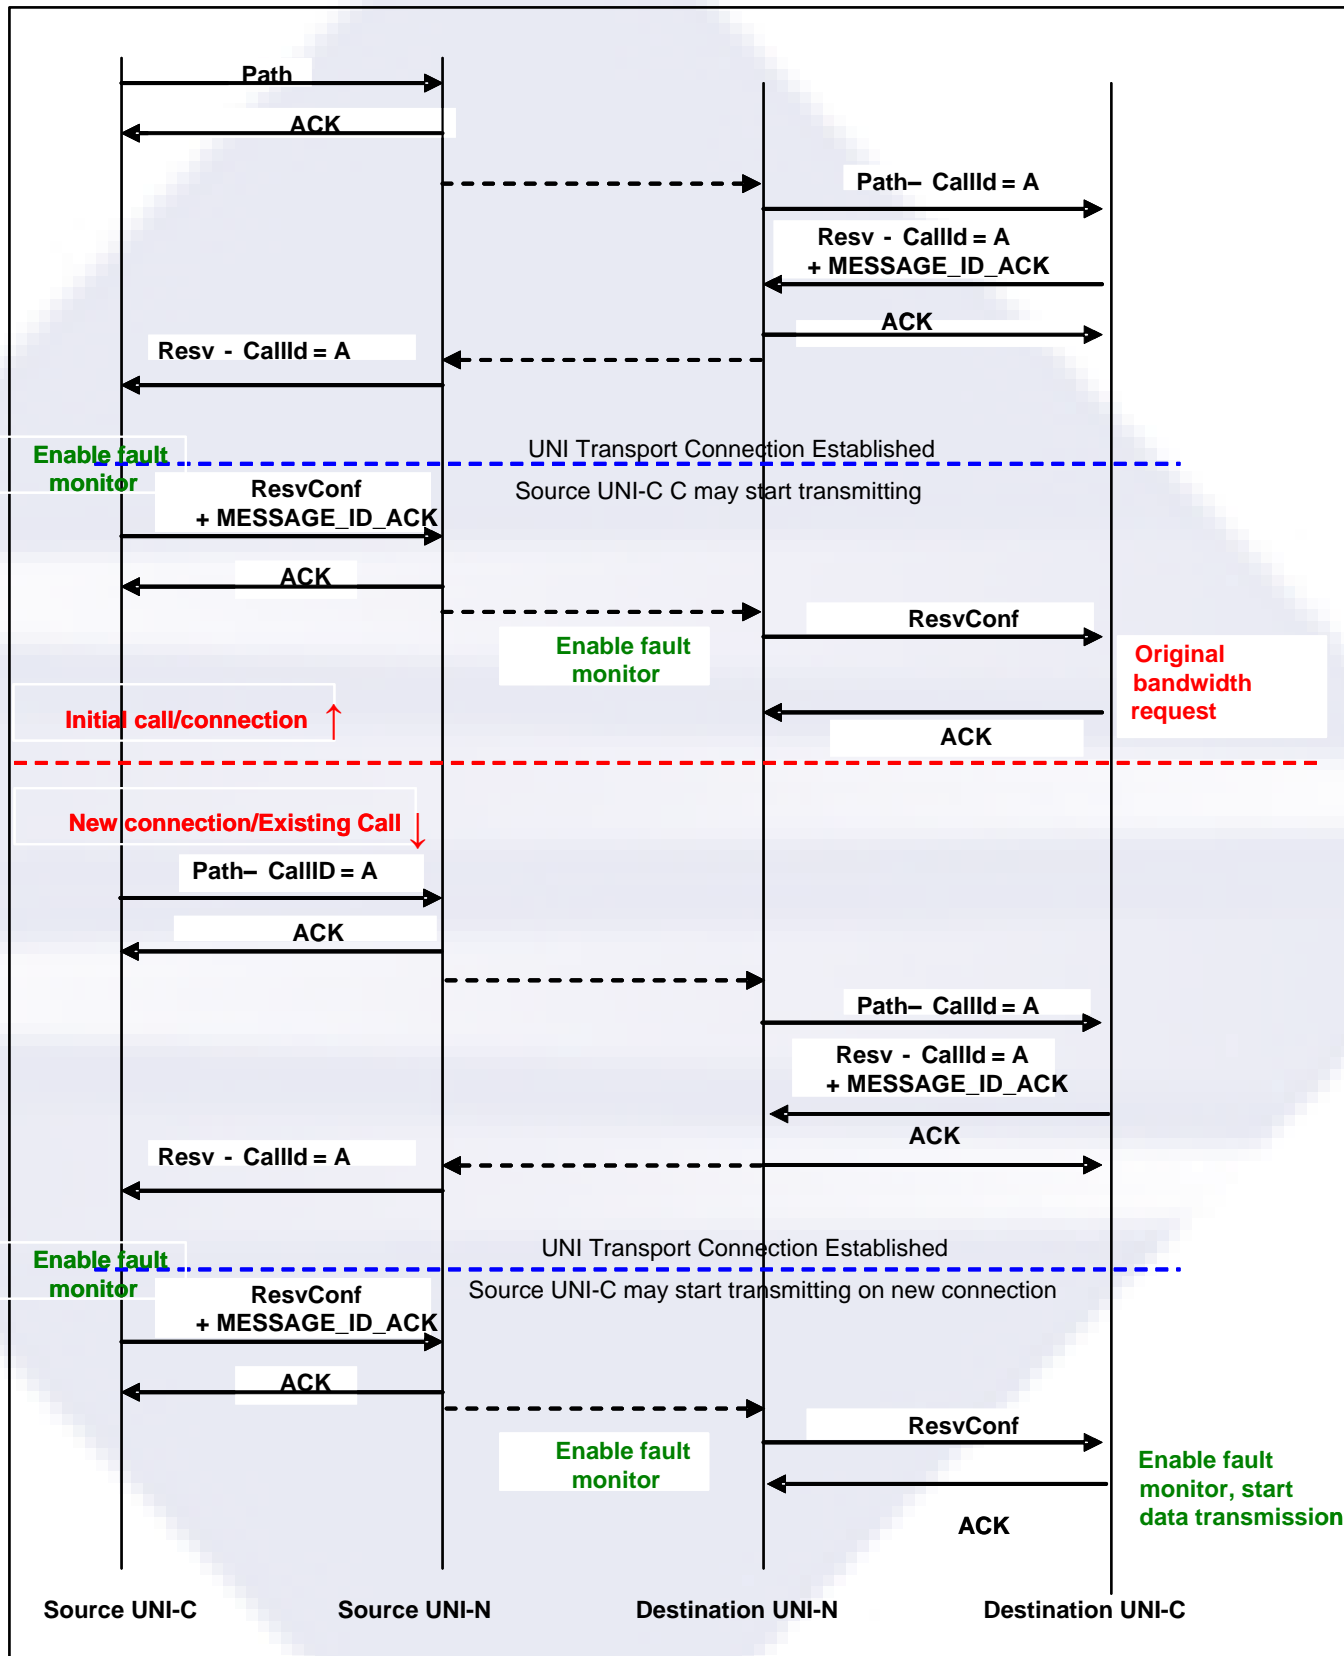 Path
ACK
Path– CallId = A
Resv - CallId = A
+ MESSAGE_ID_ACK
ACK
Resv - CallId = A
Enable fault
monitor
UNI Transport Connection Established
Source UNI-C C may start transmitting
ResvConf
+ MESSAGE_ID_ACK
ACK
ResvConf
Enable fault
monitor
Original
bandwidth
request
Initial call/connection ↑
ACK
New connection/Existing Call ↓
Path– CallID = A
ACK
Path– CallId = A
Resv - CallId = A
+ MESSAGE_ID_ACK
ACK
Resv - CallId = A
Enable fault
monitor
UNI Transport Connection Established
Source UNI-C may start transmitting on new connection
ResvConf
+ MESSAGE_ID_ACK
ACK
ResvConf
Enable fault
monitor
Enable fault
monitor, start
data transmission
ACK
Source UNI-C
Source UNI-N
Destination UNI-N
Destination UNI-C